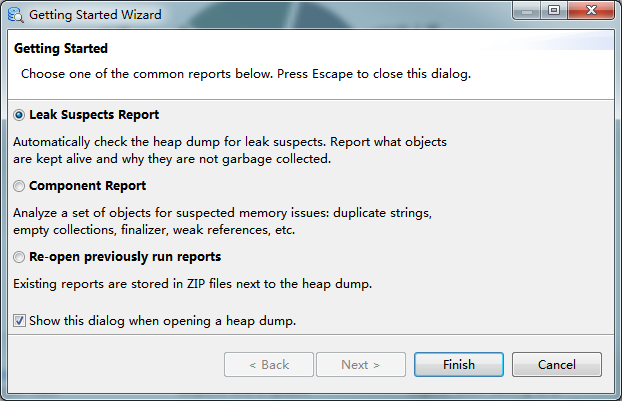 Getting Started Wizard
Getting Started
Choose one of the common reports below. Press Escape to close this dialog.
Leak Suspects Report
Automatically check the heap dump for leak suspects. Report what objects
are kept alive and why they are not garbage collected.
Component Report
Analyze a set of objects for suspected memory issues: duplicate strings,
empty collections, finalizer, weak references, etc.
Re-open previously run reports
Existing reports are stored in ZIP files next to the heap dump.
Show this dialog when opening a heap dump.
< Back Next > Finish Cancel